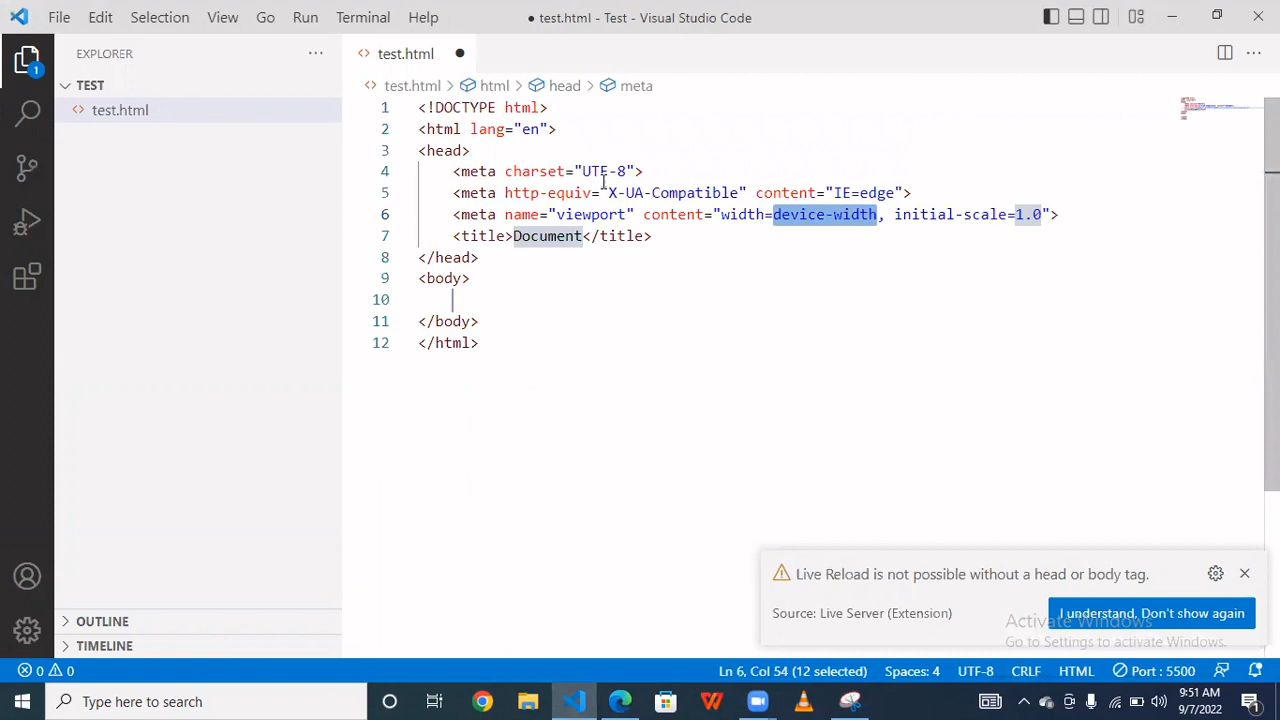 File Edit Selection View Go Run Terminal Help ● test.html - Test - Visual Studio Code
EXPLORER ···
test.html ●
TEST
test.html
test.html > html > head > meta
1 <!DOCTYPE html>
2 <html lang="en">
3 <head>
4 <meta charset="UTF-8">
5 <meta http-equiv="X-UA-Compatible" content="IE=edge">
6 <meta name="viewport" content="width=device-width, initial-scale=1.0">
7 <title>Document</title>
8 </head>
9 <body>
10
11 </body>
12 </html>
1
Live Reload is not possible without a head or body tag.
Source: Live Server (Extension)
I understand, Don't show again
Activate Windows
Go to Settings to activate Windows.
OUTLINE
TIMELINE
0 0 Ln 6, Col 54 (12 selected) Spaces: 4 UTF-8 CRLF HTML Port : 5500
Type here to search
9:51 AM
9/7/2022
1